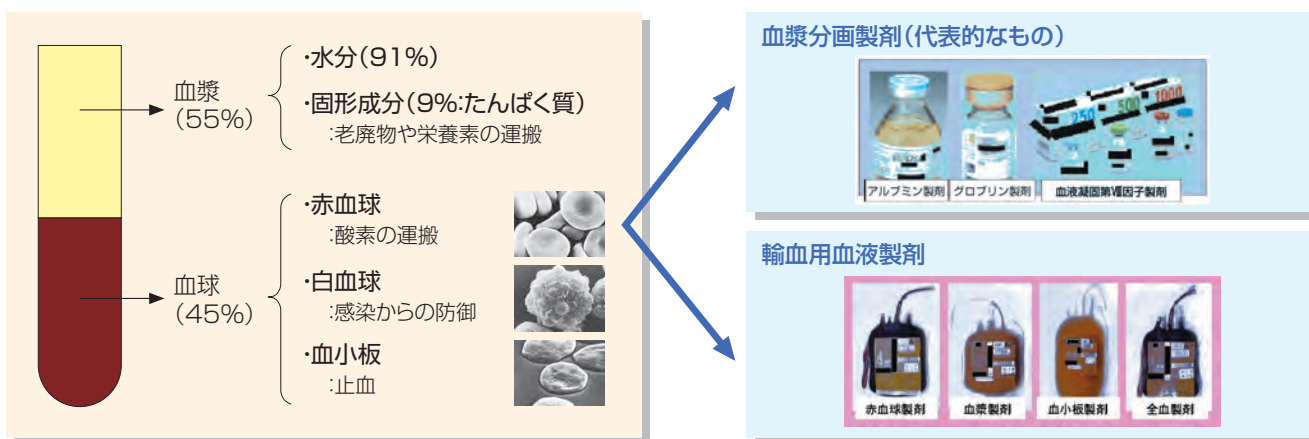 血漿
(55%)
・水分(91%)
・固形成分(9%:たんぱく質)
:老廃物や栄養素の運搬
血球
(45%)
・赤血球
:酸素の運搬
・白血球
:感染からの防御
・血小板
:止血
血漿分画製剤(代表的なもの)
250
500
1000
アルブミン製剤
グロブリン製剤
血液凝固第Ⅷ因子製剤
輸血用血液製剤
赤血球製剤
血漿製剤
血小板製剤
全血製剤